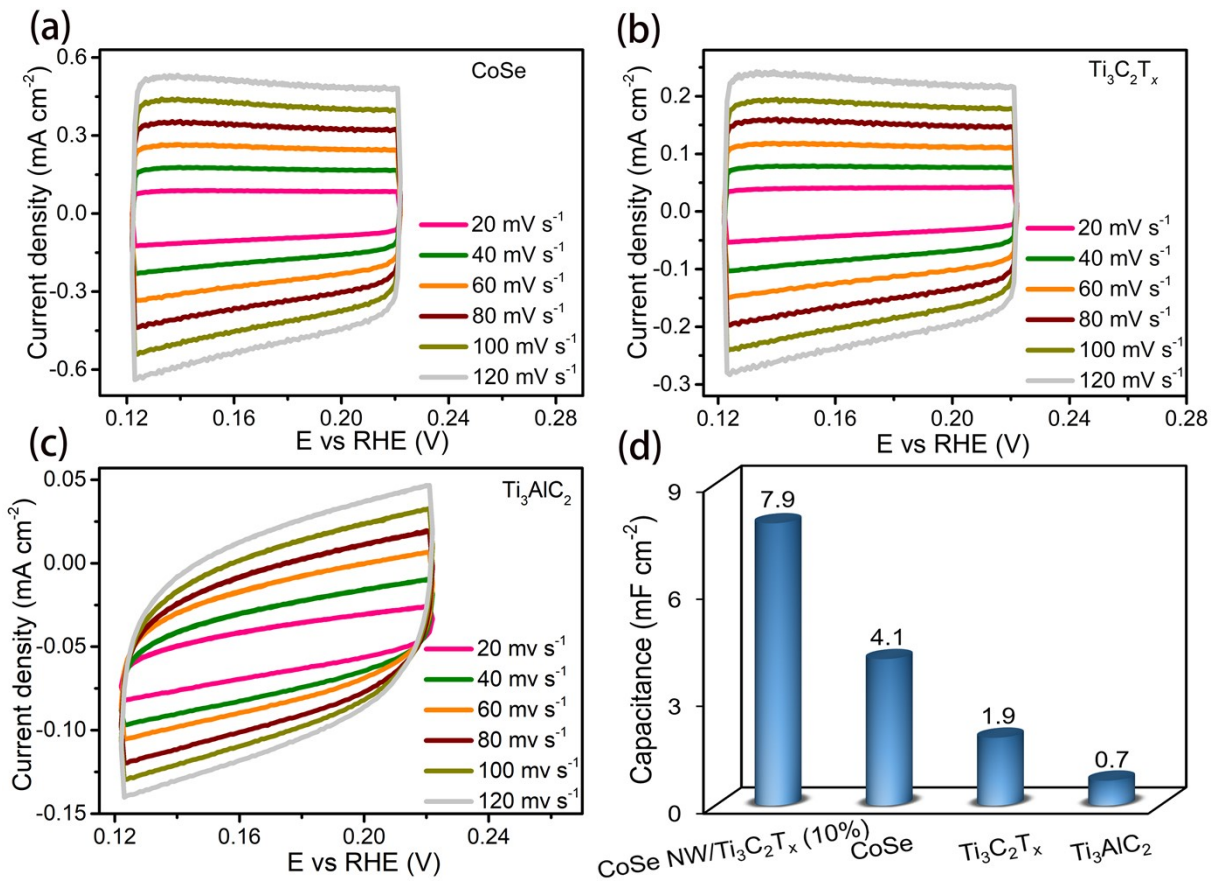 (a)
CoSe
0.6
0.3
0.0
-0.3
-0.6
Current density (mA cm⁻²)
20 mV s⁻¹
40 mV s⁻¹
60 mV s⁻¹
80 mV s⁻¹
100 mV s⁻¹
120 mV s⁻¹
0.12 0.16 0.20 0.24 0.28
E vs RHE (V)
(b)
Ti₃C₂Tₓ
0.2
0.1
0.0
-0.1
-0.2
-0.3
Current density (mA cm⁻²)
20 mV s⁻¹
40 mV s⁻¹
60 mV s⁻¹
80 mV s⁻¹
100 mV s⁻¹
120 mV s⁻¹
0.12 0.16 0.20 0.24 0.28
E vs RHE (V)
(c)
Ti₃AlC₂
0.05
0.00
-0.05
-0.10
-0.15
Current density (mA cm⁻²)
20 mv s⁻¹
40 mv s⁻¹
60 mv s⁻¹
80 mv s⁻¹
100 mv s⁻¹
120 mv s⁻¹
0.12 0.16 0.20 0.24
E vs RHE (V)
(d)
9
6
3
0
Capacitance (mF cm⁻²)
7.9
4.1
1.9
0.7
CoSe NW/Ti₃C₂Tₓ (10%)
CoSe
Ti₃C₂Tₓ
Ti₃AlC₂